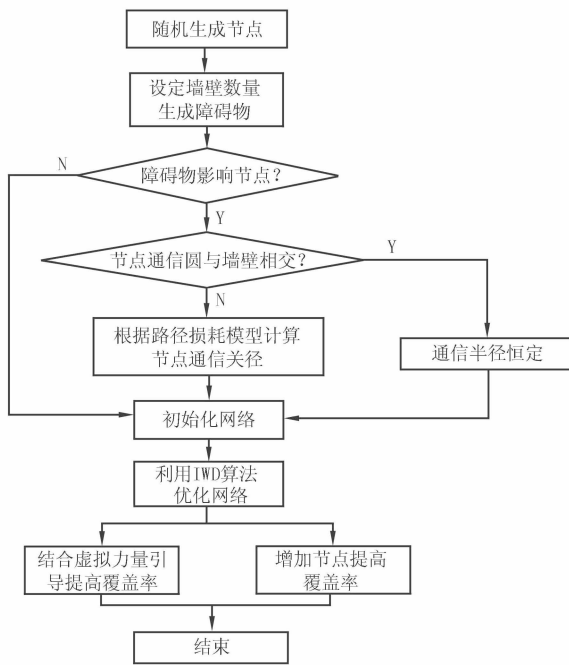 随机生成节点
设定墙壁数量
生成障碍物
N
障碍物影响节点？
Y
节点通信圆与墙壁相交？
Y
N
根据路径损耗模型计算
节点通信关径
通信半径恒定
初始化网络
利用IWD算法
优化网络
结合虚拟力量引
导提高覆盖率
增加节点提高
覆盖率
结束